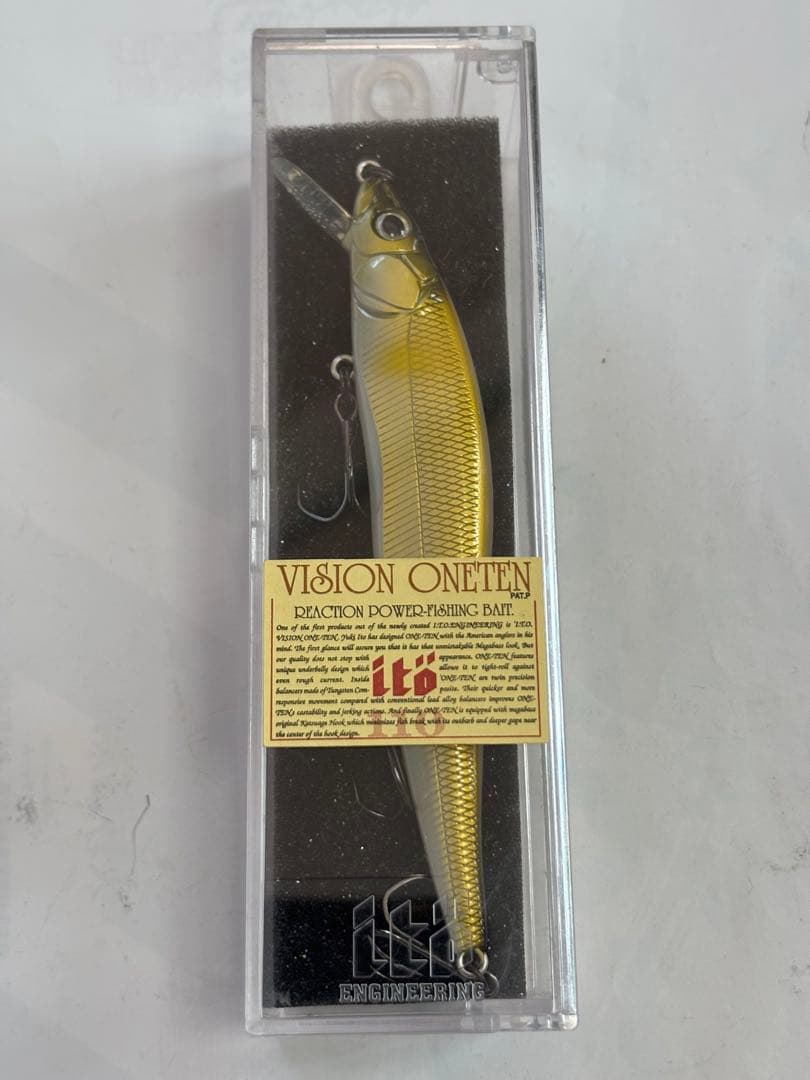 VISION ONETEN
PAT.P
REACTION POWER-FISHING BAIT.
One of the first products out of the newly created I.T.O.ENGINEERING is 'I.T.O.
VISION ONE-TEN. Yuki Ito has designed ONE-TEN with the American anglers in his
mind. The first glance will assure you that it has that unmistakable Megabass look. But
our quality does not stop with appearance. ONE-TEN features
unique underbelly design which allows it to tight-roll against
even rough current. Inside 'ONE-TEN are twin precision
balancers made of Tungsten Com- posite. Their quicker and more
responsive movement compared with conventional lead alloy balancers improves ONE-
TEN's castability and jerking actions. And finally ONE-TEN is equipped with megabass
original Katsuage Hook which minimizes fish break with its outbarb and deeper gape near
the center of the hook design.
itö
itö
ENGINEERING